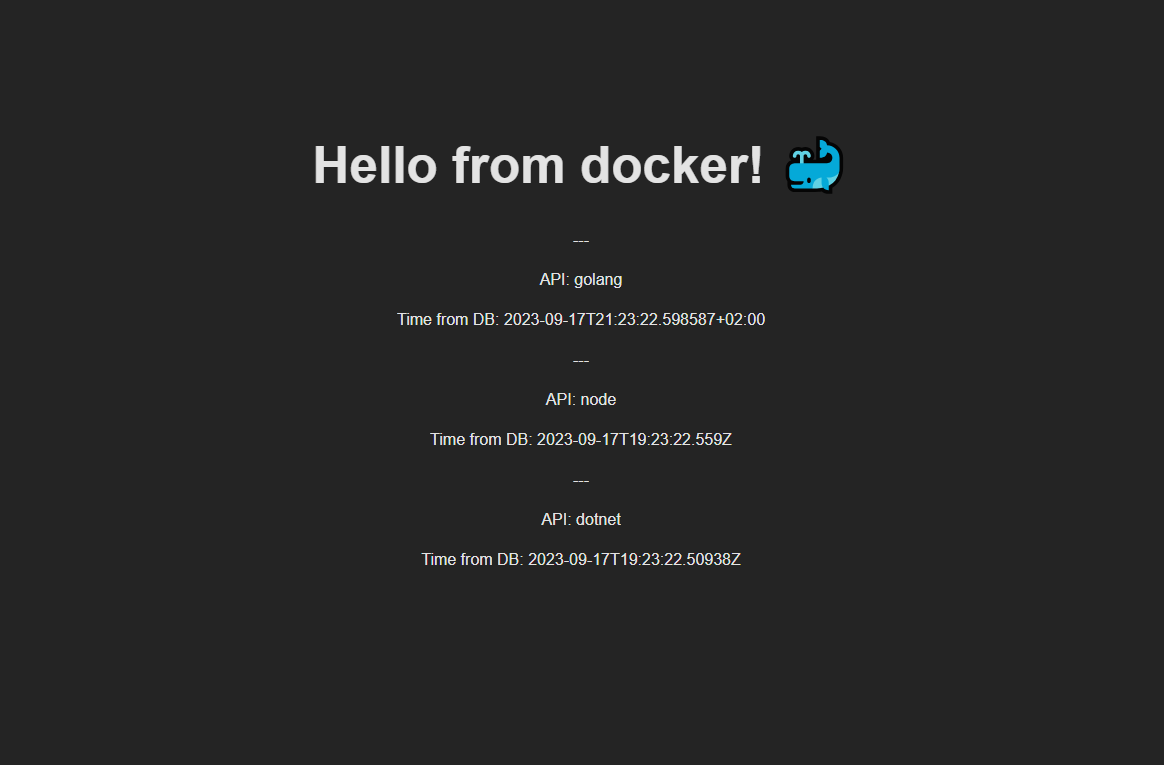 Hello from docker! 🐳
---
API: golang
Time from DB: 2023-09-17T21:23:22.598587+02:00
---
API: node
Time from DB: 2023-09-17T19:23:22.559Z
---
API: dotnet
Time from DB: 2023-09-17T19:23:22.50938Z